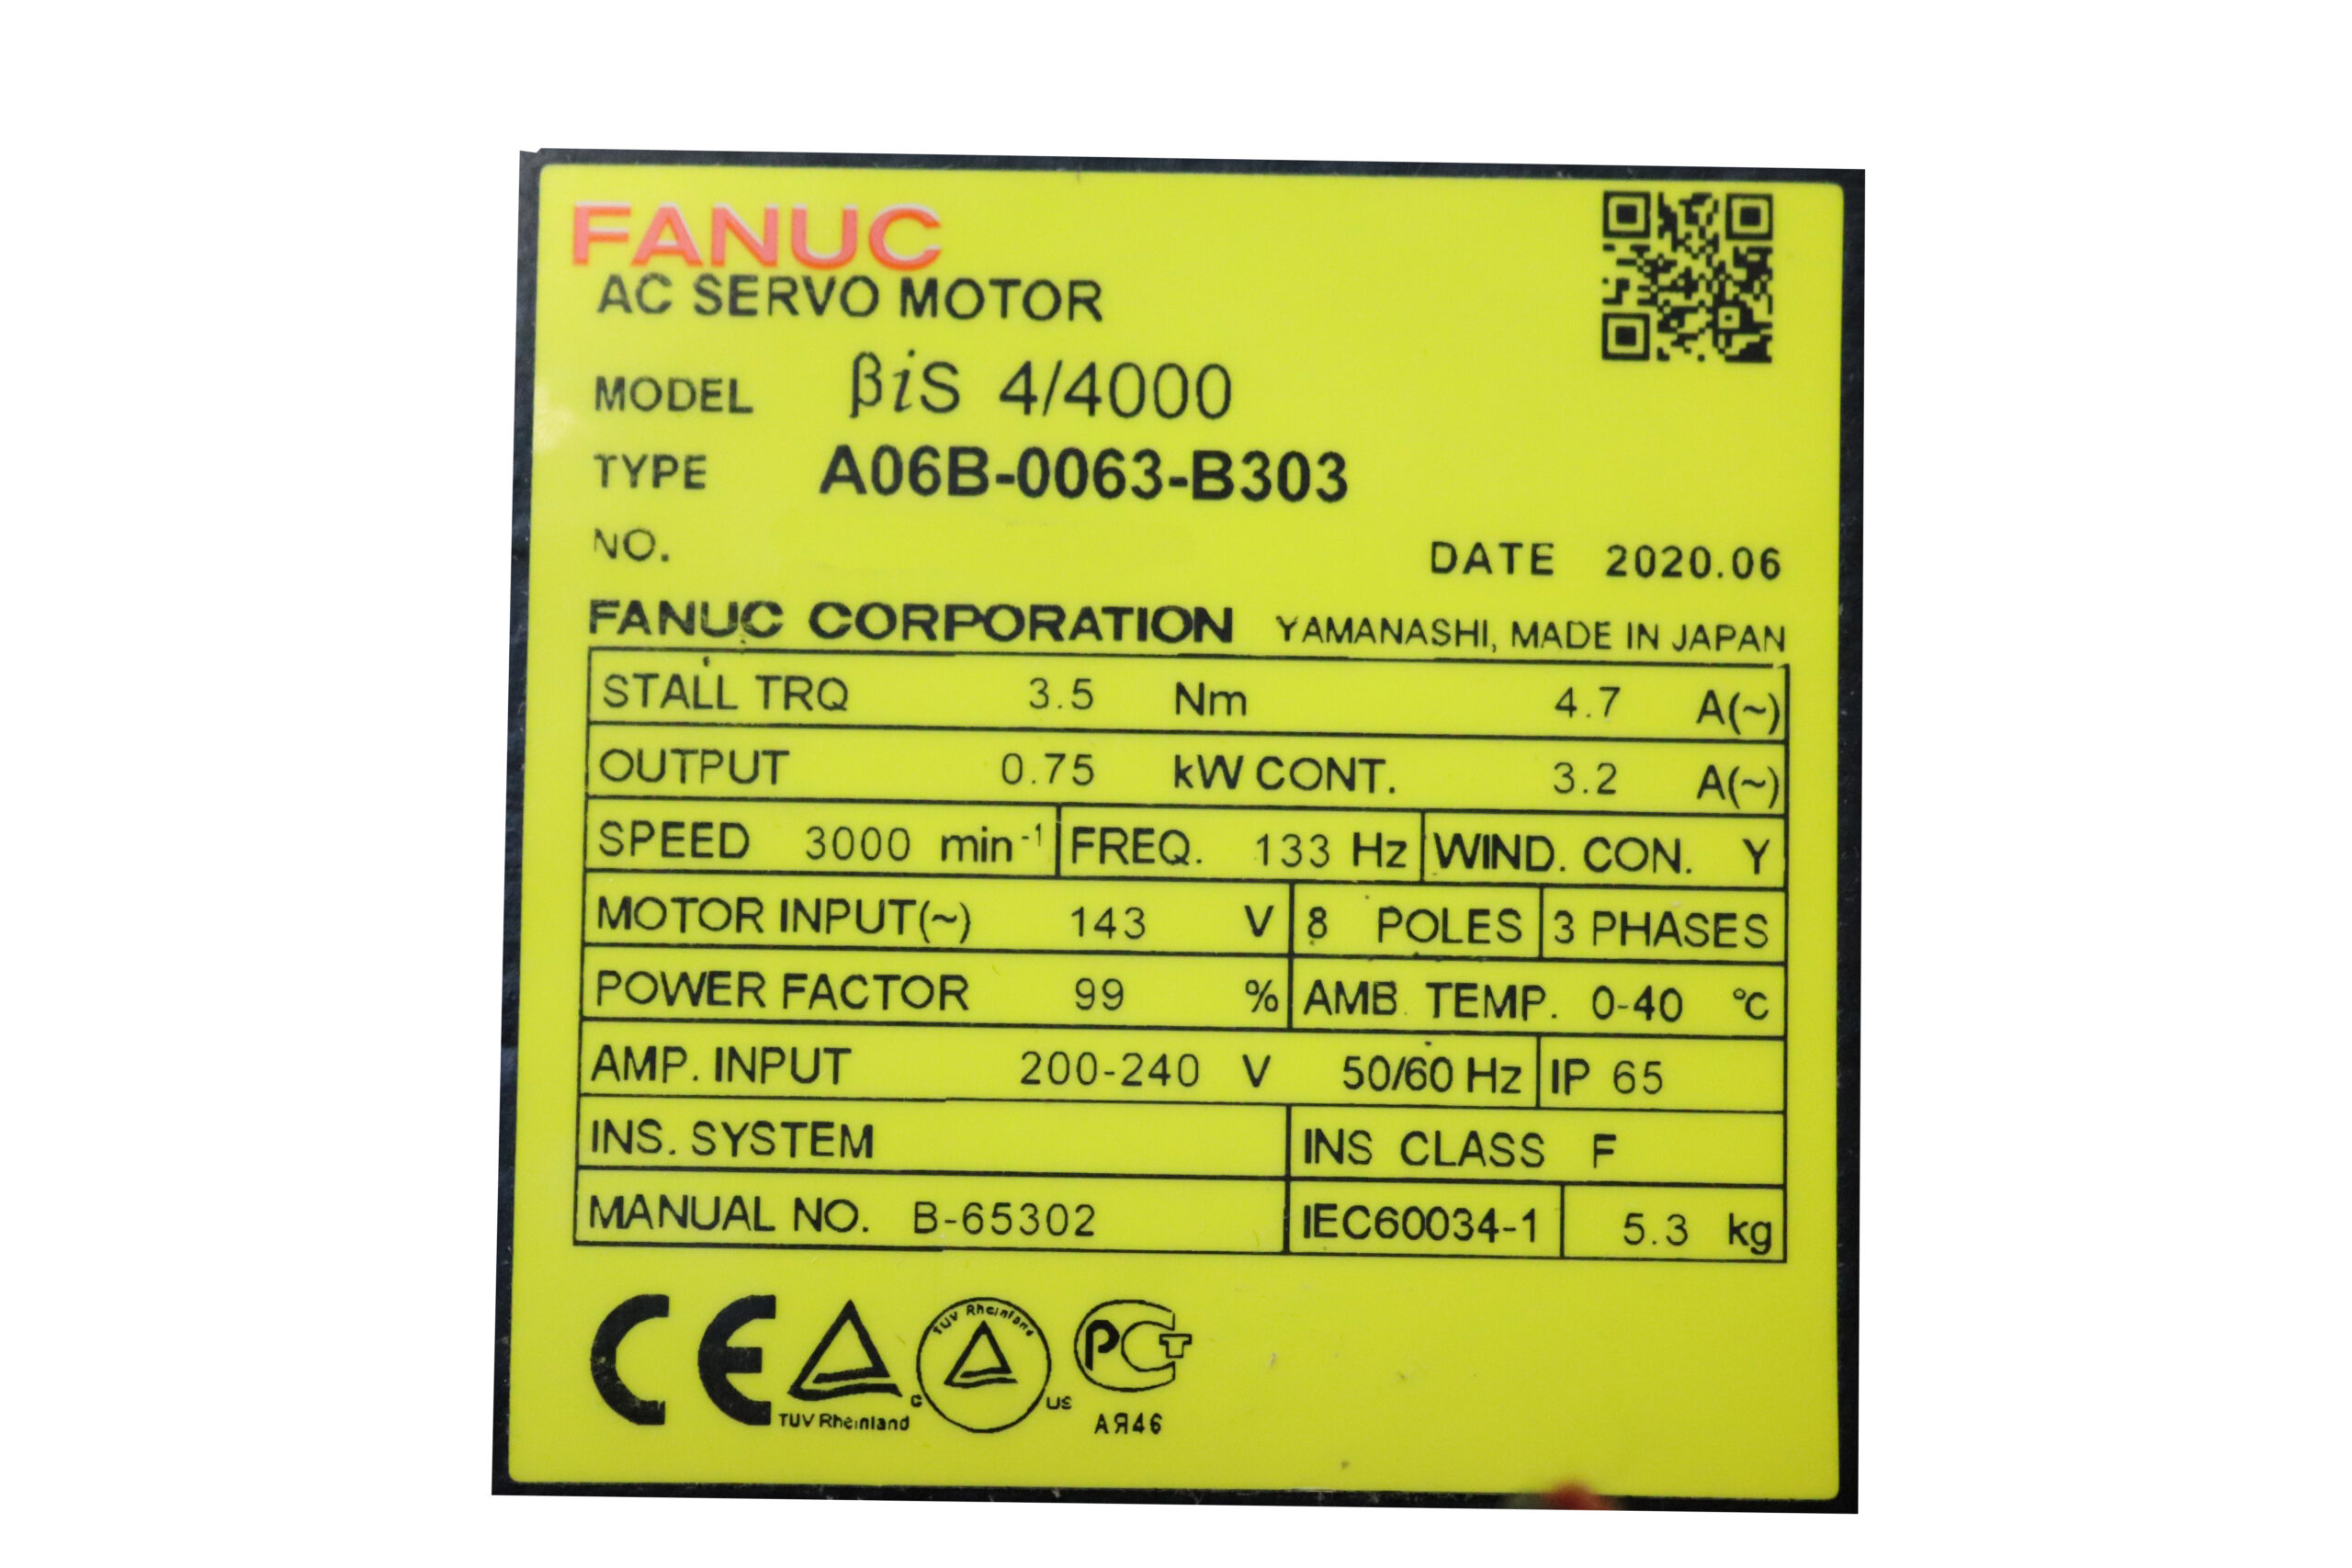 FANUC
AC SERVO MOTOR
MODEL βiS 4/4000
TYPE A06B-0063-B303
NO.
DATE 2020.06
FANUC CORPORATION YAMANASHI, MADE IN JAPAN
STALL TRQ 3.5 Nm 4.7 A(~)
OUTPUT 0.75 kW CONT. 3.2 A(~)
SPEED 3000 min⁻¹ FREQ. 133 Hz WIND. CON. Y
MOTOR INPUT(~) 143 V 8 POLES 3 PHASES
POWER FACTOR 99 % AMB. TEMP. 0-40 °C
AMP. INPUT 200-240 V 50/60 Hz IP 65
INS. SYSTEM INS CLASS F
MANUAL NO. B-65302 IEC60034-1 5.3 kg
CE
TUV Rheinland
c TUV Rheinland US
РСТ
АЯ46